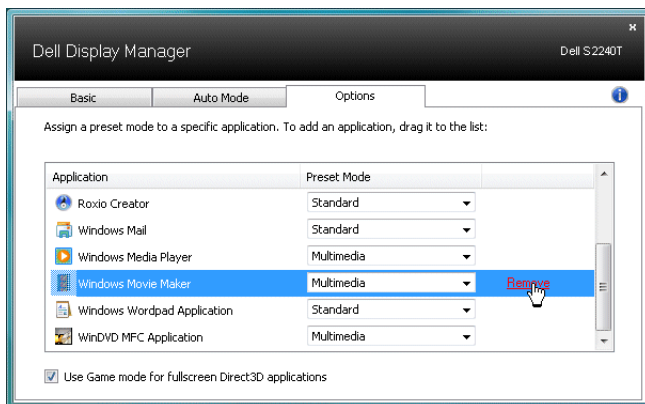 Dell Display Manager
Dell S2240T
Basic Auto Mode Options
Assign a preset mode to a specific application. To add an application, drag it to the list:
Application Preset Mode
Roxio Creator Standard
Windows Mail Standard
Windows Media Player Multimedia
Windows Movie Maker Multimedia Remove
Windows Wordpad Application Standard
WinDVD MFC Application Multimedia
Use Game mode for fullscreen Direct3D applications